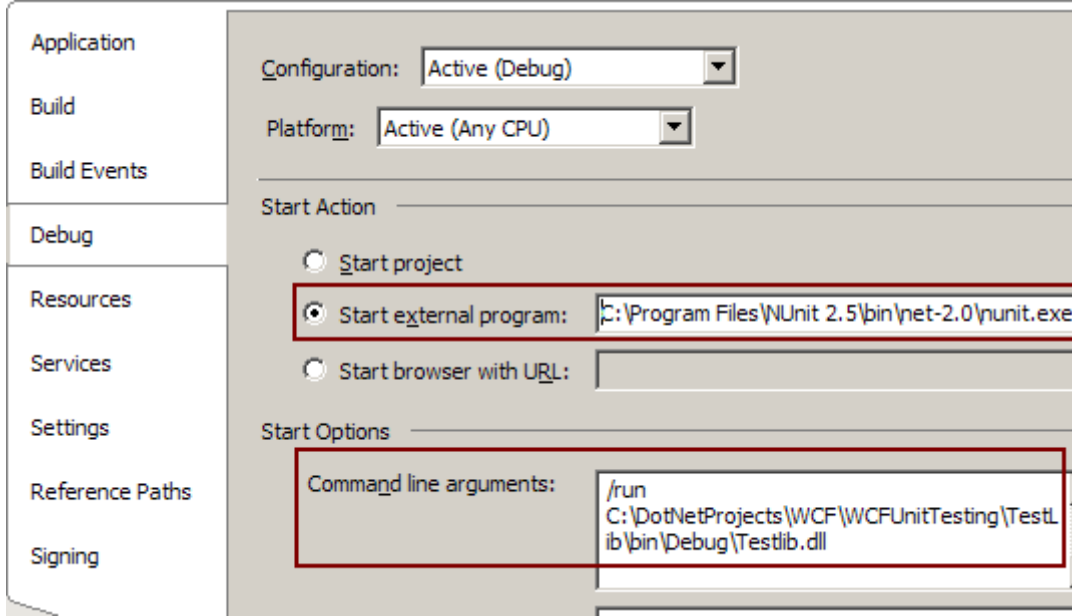 Application
Build
Build Events
Debug
Resources
Services
Settings
Reference Paths
Signing
Configuration: Active (Debug)
Platform: Active (Any CPU)
Start Action
Start project
Start external program: C:\Program Files\NUnit 2.5\bin\net-2.0\nunit.exe
Start browser with URL:
Start Options
Command line arguments: /run
C:\DotNetProjects\WCF\WCFUnitTesting\TestL
ib\bin\Debug\Testlib.dll